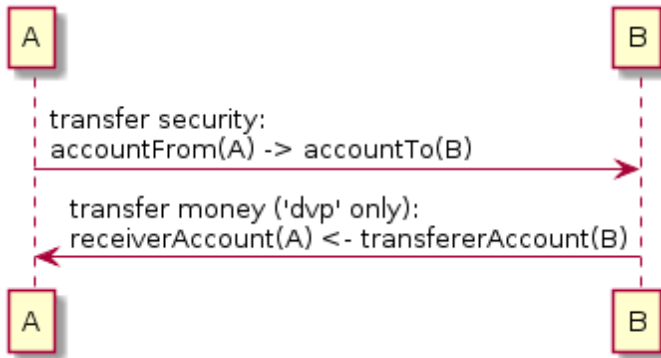 A B
transfer security:
accountFrom(A) -> accountTo(B)
transfer money ('dvp' only):
receiverAccount(A) <- transfererAccount(B)
A B